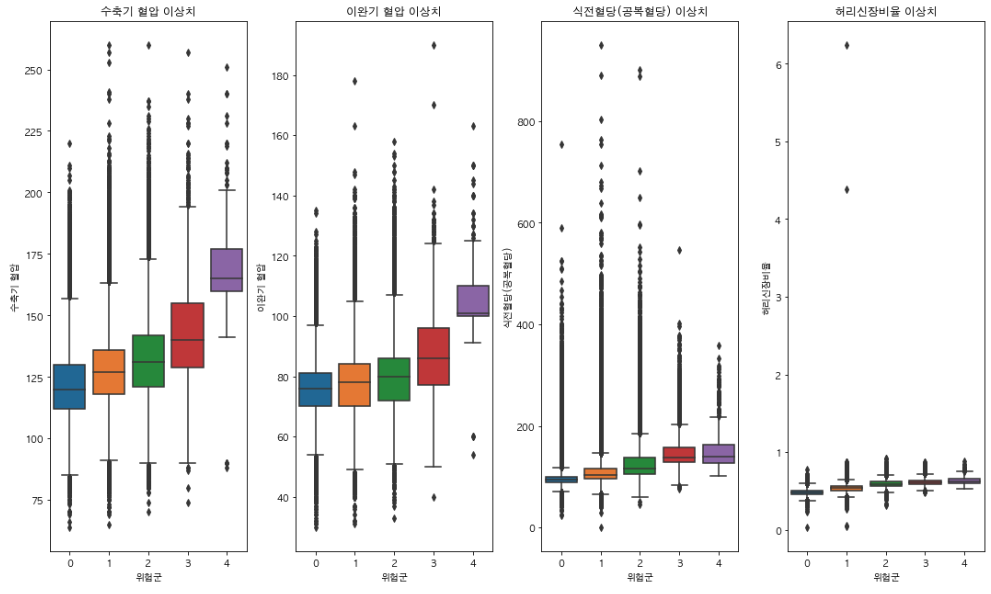 수축기 혈압 이상치
수축기 혈압
250
225
200
175
150
125
100
75
0 1 2 3 4
위험군
이완기 혈압 이상치
이완기 혈압
180
160
140
120
100
80
60
40
0 1 2 3 4
위험군
식전혈당(공복혈당) 이상치
식전혈당(공복혈당)
800
600
400
200
0
0 1 2 3 4
위험군
허리신장비율 이상치
허리신장비율
6
5
4
3
2
1
0
0 1 2 3 4
위험군